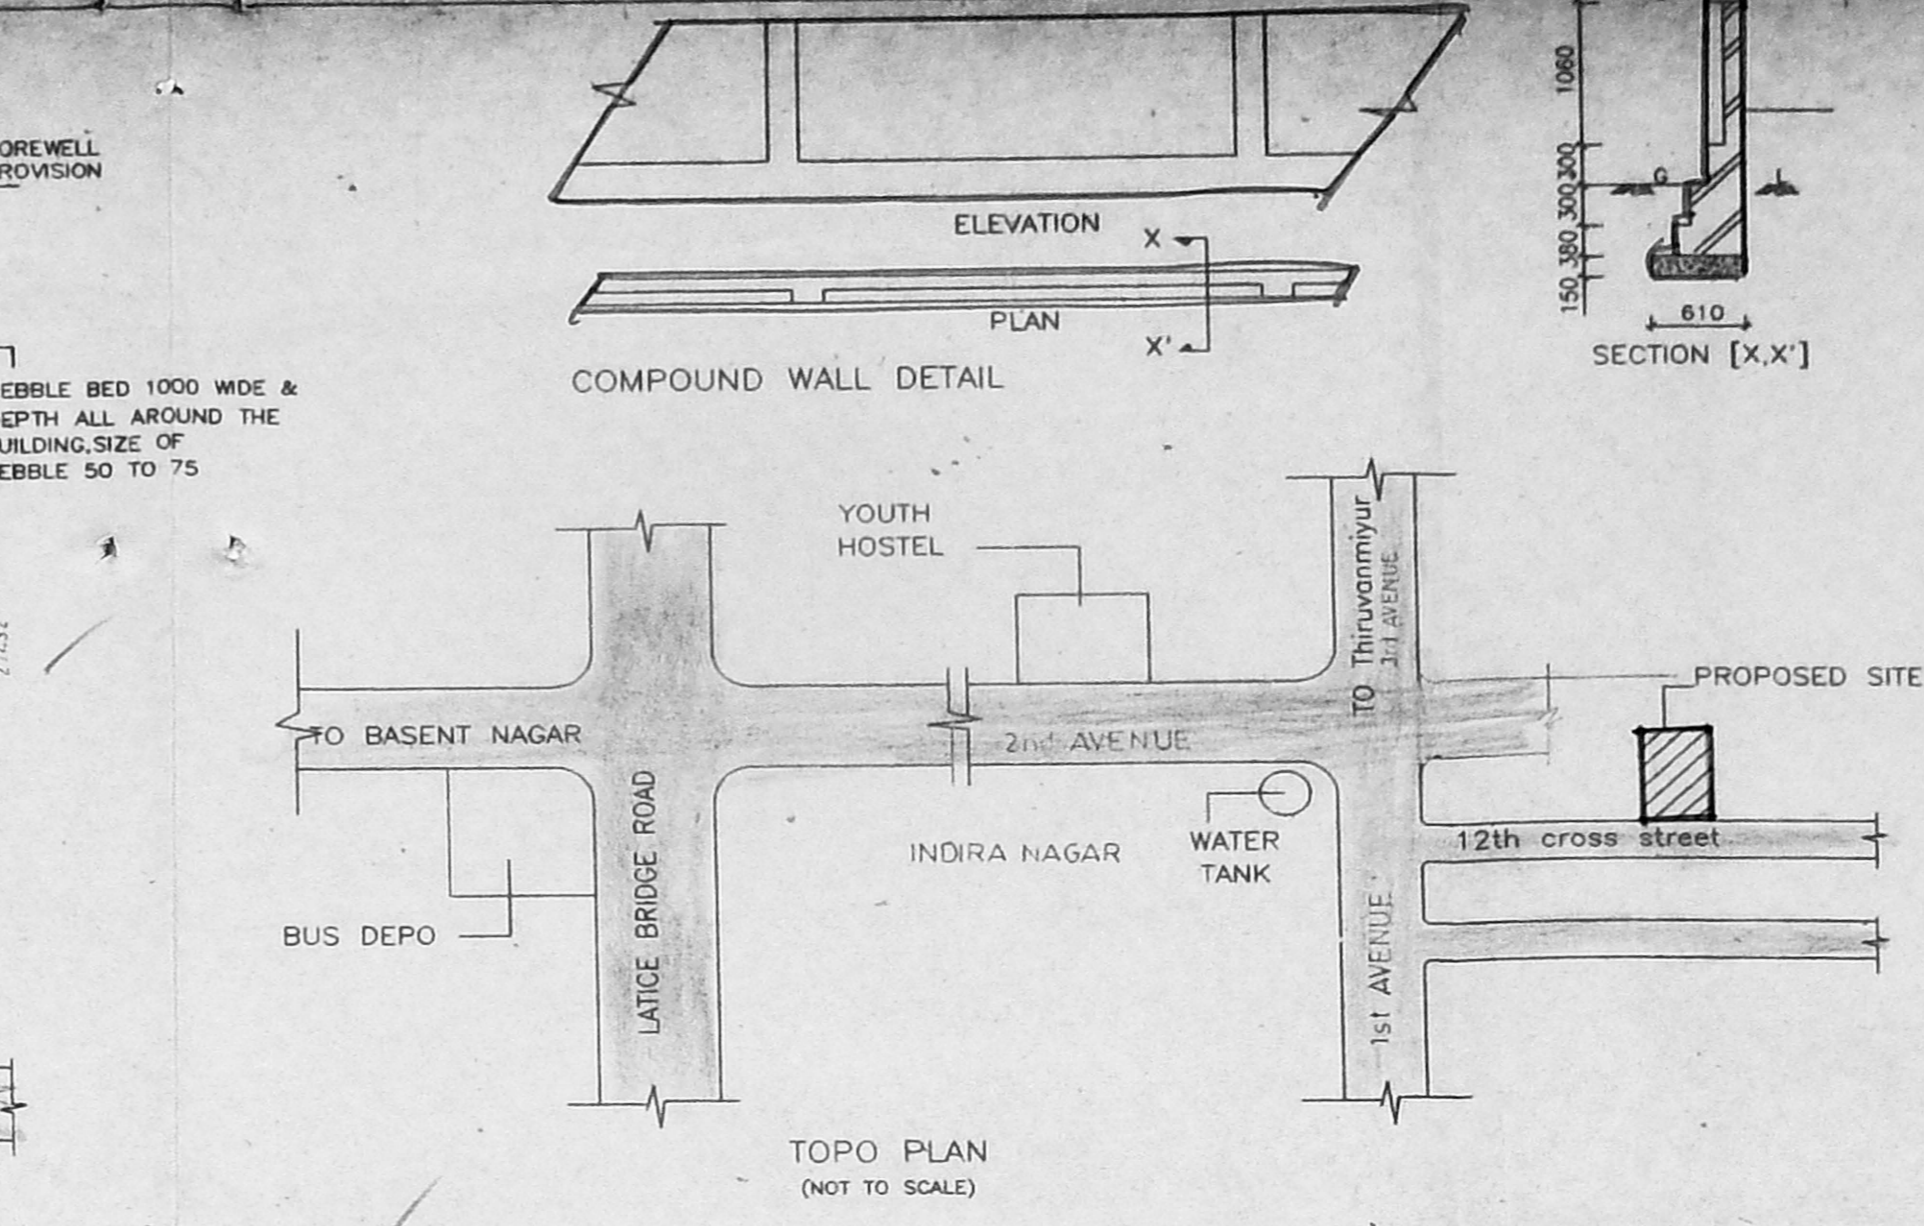 OREWELL
ROVISION
EBBLE BED 1000 WIDE &
EPTH ALL AROUND THE
UILDING,SIZE OF
EBBLE 50 TO 75
ELEVATION
X
PLAN
X'
COMPOUND WALL DETAIL
1060
300
300
380
150
G
L
610
SECTION [X,X']
YOUTH
HOSTEL
TO Thiruvanmiyur
3rd AVENUE
PROPOSED SITE
TO BASENT NAGAR
2nd AVENUE
LATICE BRIDGE ROAD
INDIRA NAGAR
WATER
TANK
12th cross street
BUS DEPO
1st AVENUE
TOPO PLAN
(NOT TO SCALE)